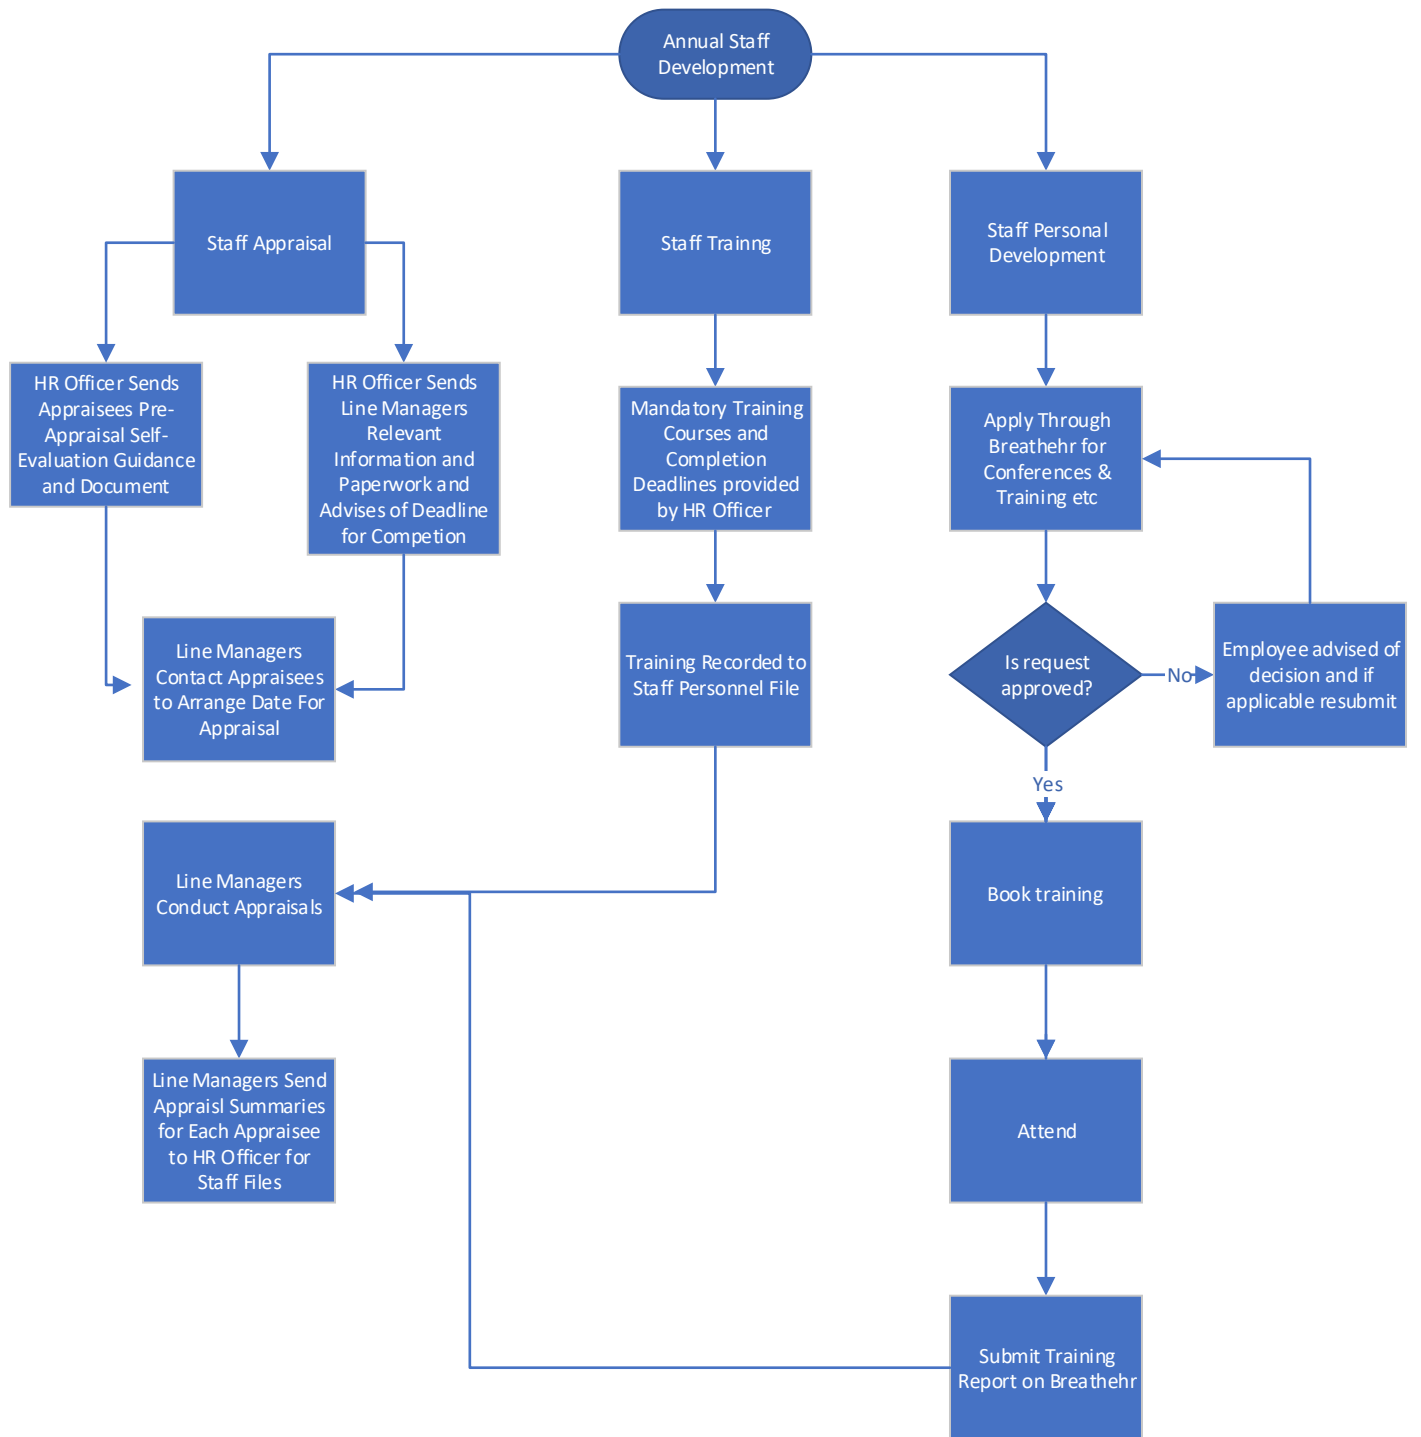 Annual Staff
Development
Staff Appraisal
Staff Trainng
Staff Personal
Development
HR Officer Sends
Appraisees Pre-
Appraisal Self-
Evaluation Guidance
and Document
HR Officer Sends
Line Managers
Relevant
Information and
Paperwork and
Advises of Deadline
for Competion
Mandatory Training
Courses and
Completion
Deadlines provided
by HR Officer
Apply Through
Breathehr for
Conferences &
Training etc
Line Managers
Contact Appraisees
to Arrange Date For
Appraisal
Training Recorded to
Staff Personnel File
Is request
approved?
No
Employee advised of
decision and if
applicable resubmit
Yes
Line Managers
Conduct Appraisals
Book training
Line Managers Send
Appraisl Summaries
for Each Appraisee
to HR Officer for
Staff Files
Attend
Submit Training
Report on Breathehr